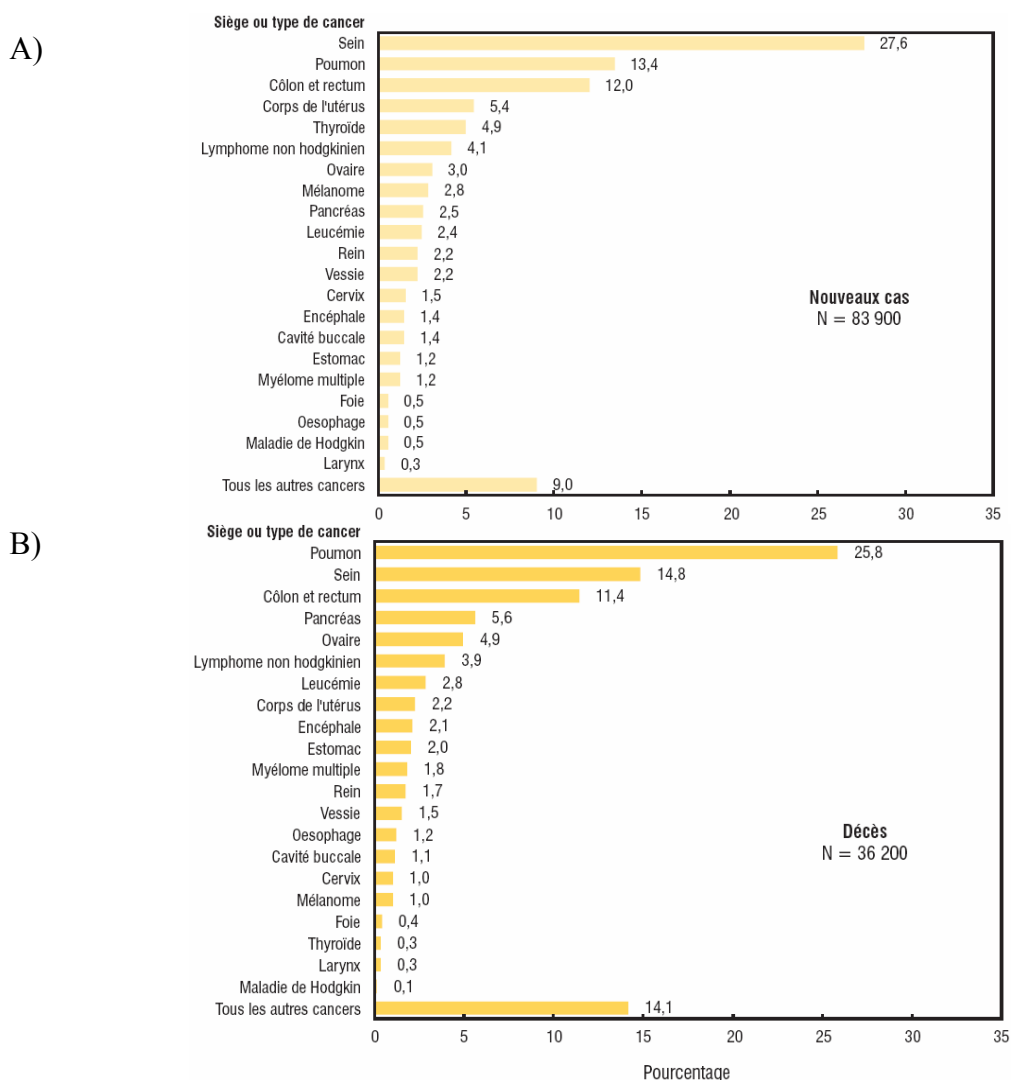 A)
Siège ou type de cancer
Sein 27,6
Poumon 13,4
Côlon et rectum 12,0
Corps de l'utérus 5,4
Thyroïde 4,9
Lymphome non hodgkinien 4,1
Ovaire 3,0
Mélanome 2,8
Pancréas 2,5
Leucémie 2,4
Rein 2,2
Vessie 2,2
Cervix 1,5
Encéphale 1,4
Cavité buccale 1,4
Estomac 1,2
Myélome multiple 1,2
Foie 0,5
Oesophage 0,5
Maladie de Hodgkin 0,5
Larynx 0,3
Tous les autres cancers 9,0
Nouveaux cas
N = 83 900
0 5 10 15 20 25 30 35
B)
Siège ou type de cancer
Poumon 25,8
Sein 14,8
Côlon et rectum 11,4
Pancréas 5,6
Ovaire 4,9
Lymphome non hodgkinien 3,9
Leucémie 2,8
Corps de l'utérus 2,2
Encéphale 2,1
Estomac 2,0
Myélome multiple 1,8
Rein 1,7
Vessie 1,5
Oesophage 1,2
Cavité buccale 1,1
Cervix 1,0
Mélanome 1,0
Foie 0,4
Thyroïde 0,3
Larynx 0,3
Maladie de Hodgkin 0,1
Tous les autres cancers 14,1
Décès
N = 36 200
0 5 10 15 20 25 30 35
Pourcentage